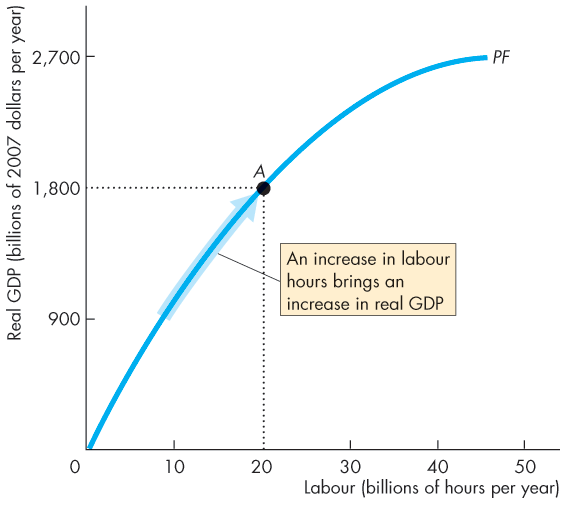 Real GDP (billions of 2007 dollars per year)
2,700
PF
A
1,800
An increase in labour
hours brings an
increase in real GDP
900
0
10
20
30
40
50
Labour (billions of hours per year)